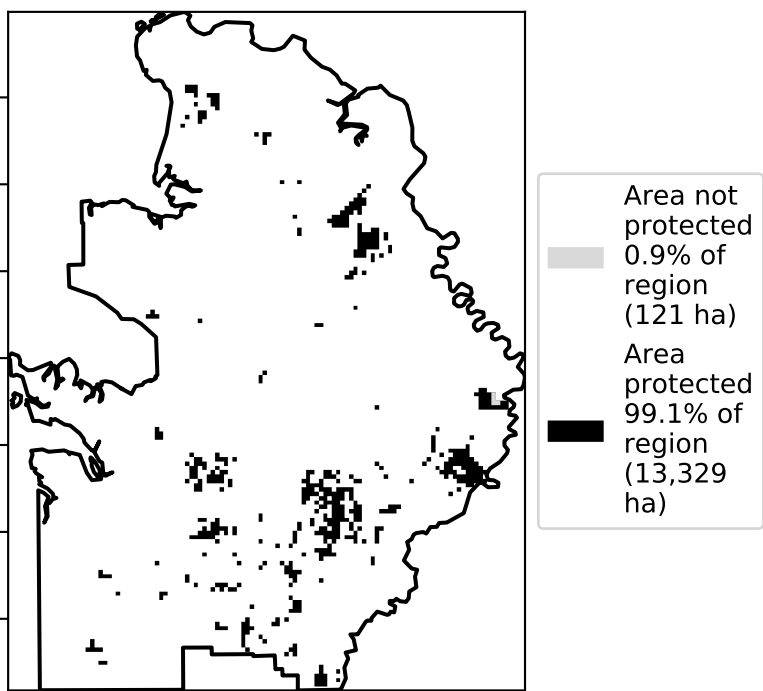 Area not
protected
0.9% of
region
(121 ha)
Area
protected
99.1% of
region
(13,329
ha)